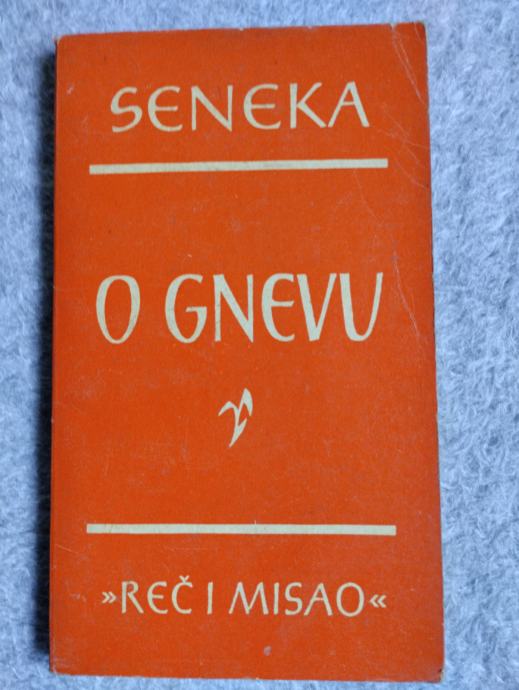 SENEKA
O GNEVU
»REČ I MISAO«